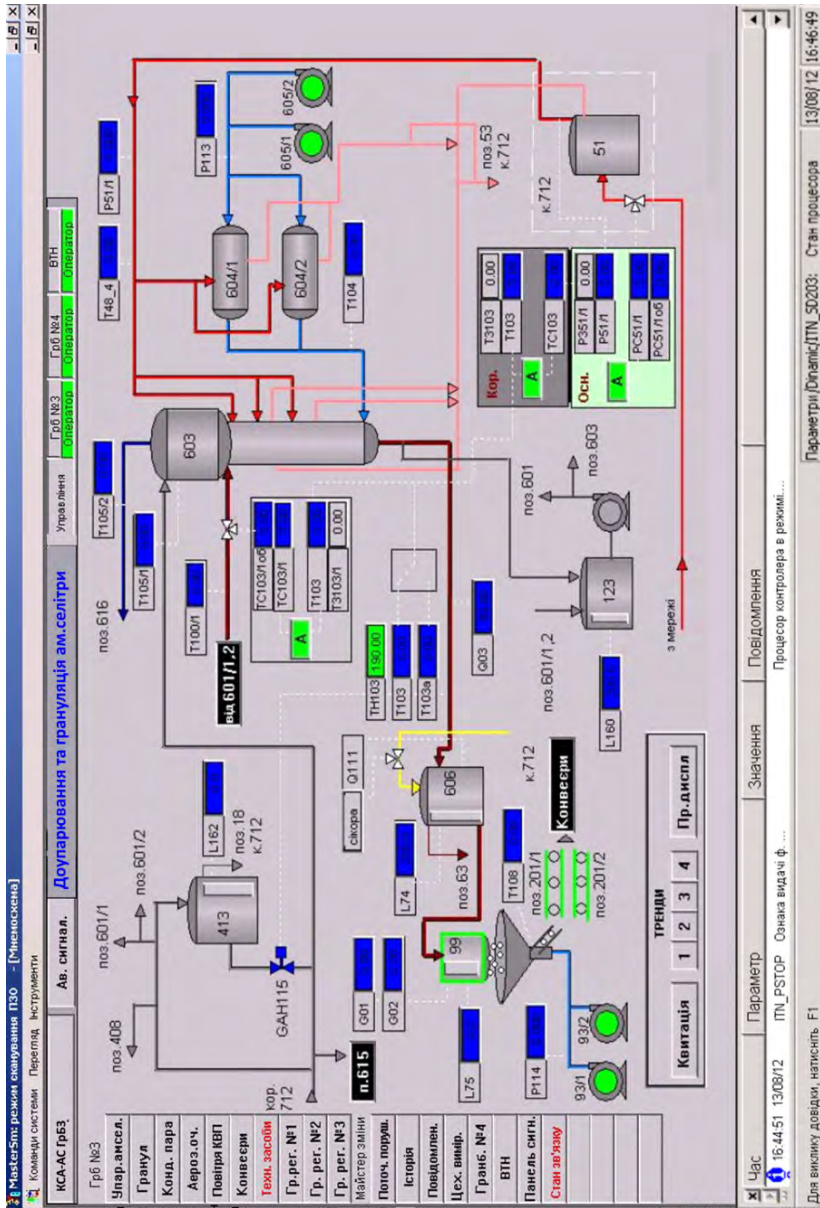 MasterSm: режим сканування ПЗО - [Мнемосхема]
Команди системи Перегляд Інструменти
КСА-АС ГрБ3 Ав. сигнал. Доупарювання та грануляція ам.селітри Управління Грб №3 Грб №4 ВТН
Оператор Оператор Оператор
Грб №3
Упар.амсел.
Гранул
Конд. пара
Аероз.оч.
Повітря КВП
Конвеєри
Техн. засоби
Гр.рег. №1
Гр. рег. №2
Гр. рег. №3
Майстер зміни
Поточ. поруш.
Історія
Повідомлен.
Цех. вимір.
Гранб. №4
ВТН
Панель сигн.
Стан зв'язку
поз.408
поз.601/1
поз.601/2
413
L162
поз.18
к.712
GAH115
кор.
712
п.615
поз.616
T105/2
T105/1
T100/1
від 601/1,2
603
T48_4
P51/1
P113
604/1
604/2
605/1
605/2
T104
TC103/1об
TC103/1
А
T103
T3103/1 0.00
поз.53
к.712
к.712
51
TH103 190.00
T103
T103а
Q03
Кор.
T3103 0.00
T103
А
TC103
Осн.
P351/1 0.00
P51/1
А
PC51/1
PC51/1об
сікора
Q111
606
к.712
L74
поз.63
G01
G02
99
L75
T108
поз.201/1
поз.201/2
Конвеєри
P114
93/1
93/2
поз.601/1,2
123
L160
поз.601
поз.603
з мережі
Квитація
ТРЕНДИ
1 2 3 4
Пр.диспл
Час Параметр Значення Повідомлення
16:44:51 13/08/12 ITN_PSTOP Ознака видачі ф. ... Процесор контролера в режимі....
Для виклику довідки, натисніть F1 Параметри/Dinamic/ITN_SD203: Стан процесора 13/08/12 16:46:49